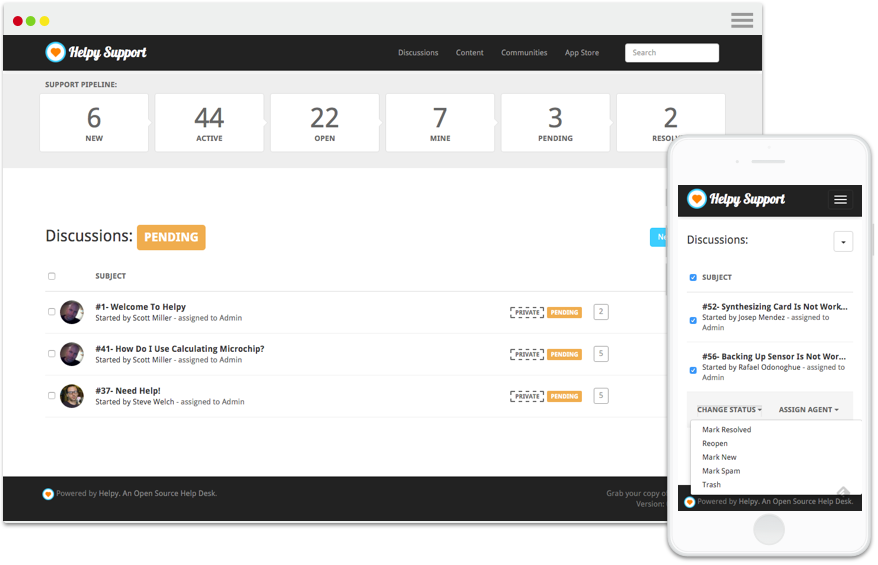 Helpy Support
Discussions Content Communities App Store Search
SUPPORT PIPELINE:
6 44 22 7 3 2
NEW ACTIVE OPEN MINE PENDING
Discussions: PENDING
SUBJECT
#1- Welcome To Helpy
Started by Scott Miller - assigned to Admin
PRIVATE PENDING 2
#41- How Do I Use Calculating Microchip?
Started by Scott Miller - assigned to Admin
PRIVATE PENDING 5
#37- Need Help!
Started by Steve Welch - assigned to Admin
PRIVATE PENDING 5
Powered by Helpy. An Open Source Help Desk.
Grab your copy
Version:
Helpy Support
Discussions:
SUBJECT
#52- Synthesizing Card Is Not Work...
Started by Josep Mendez - assigned to
Admin
#56- Backing Up Sensor Is Not Wor...
Started by Rafael Odonoghue - assigned to
Admin
CHANGE STATUS ASSIGN AGENT
Mark Resolved
Reopen
Mark New
Mark Spam
Trash
Powered by Helpy. An Open Source Help Desk.